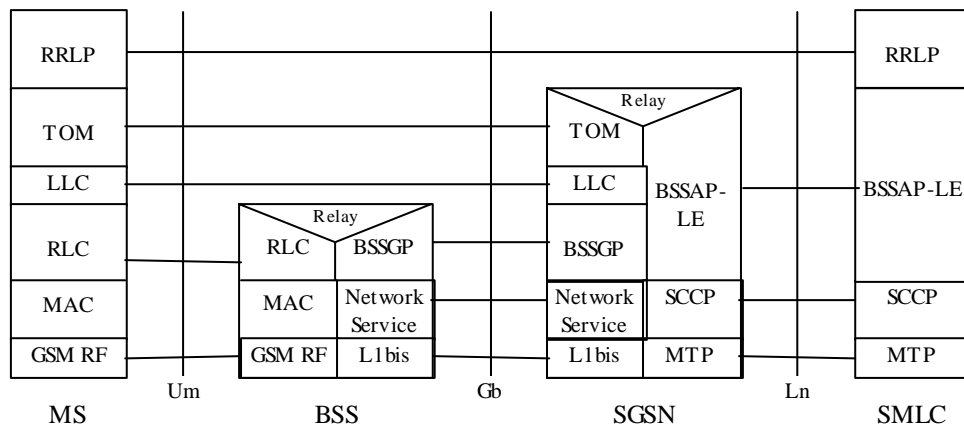 RRLP
RRLP
Relay
TOM
TOM
LLC
LLC
BSSAP-
LE
BSSAP-LE
Relay
RLC
RLC
BSSGP
BSSGP
MAC
MAC
Network
Service
Network
Service
SCCP
SCCP
GSM RF
GSM RF
L1bis
L1bis
MTP
MTP
Um
Gb
Ln
MS
BSS
SGSN
SMLC